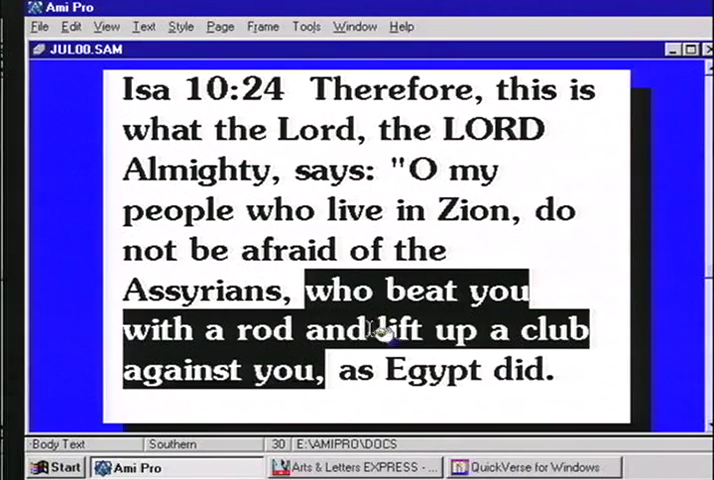 Ami Pro
File Edit View Text Style Page Frame Tools Window Help
JUL00.SAM
Isa 10:24 Therefore, this is
what the Lord, the LORD
Almighty, says: "O my
people who live in Zion, do
not be afraid of the
Assyrians, who beat you
with a rod and lift up a club
against you, as Egypt did.
Body Text Southern 30 E:\AMIPRO\DOCS
Start Ami Pro Arts & Letters EXPRESS - ... QuickVerse for Windows